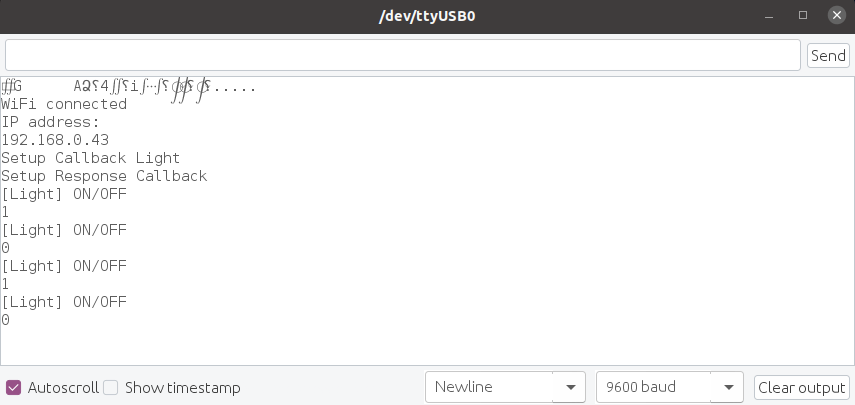 /dev/ttyUSB0
Send
WiFi connected
IP address:
192.168.0.43
Setup Callback Light
Setup Response Callback
[Light] ON/OFF
1
[Light] ON/OFF
0
[Light] ON/OFF
1
[Light] ON/OFF
0
Autoscroll
Show timestamp
Newline
9600 baud
Clear output